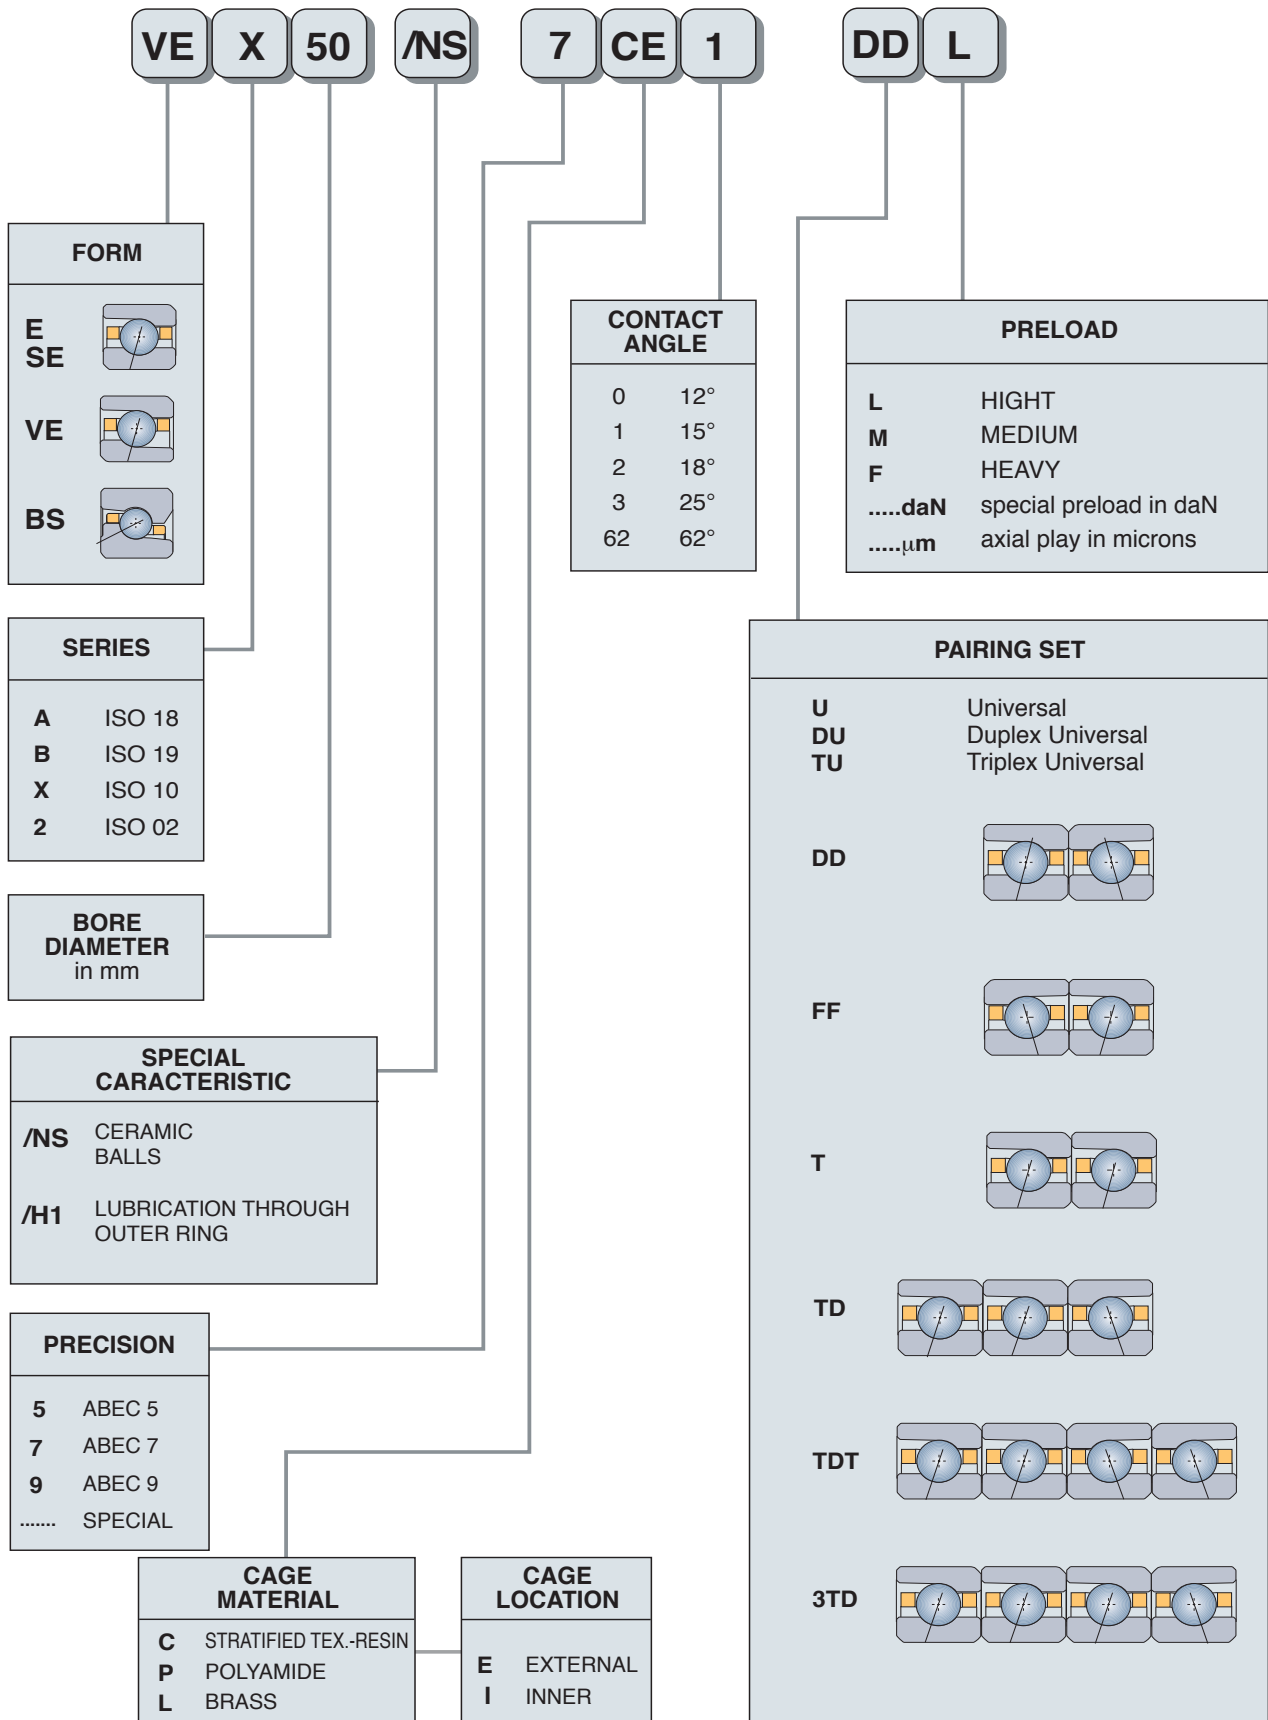 VE X 50 /NS 7 CE 1 DD L
FORM
E
SE
VE
BS
SERIES
A ISO 18
B ISO 19
X ISO 10
2 ISO 02
BORE
DIAMETER
in mm
SPECIAL
CARACTERISTIC
/NS CERAMIC
BALLS
/H1 LUBRICATION THROUGH
OUTER RING
PRECISION
5 ABEC 5
7 ABEC 7
9 ABEC 9
....... SPECIAL
CAGE
MATERIAL
C STRATIFIED TEX.-RESIN
P POLYAMIDE
L BRASS
CAGE
LOCATION
E EXTERNAL
I INNER
CONTACT
ANGLE
0 12°
1 15°
2 18°
3 25°
62 62°
PRELOAD
L HIGHT
M MEDIUM
F HEAVY
.....daN special preload in daN
.....µm axial play in microns
PAIRING SET
U Universal
DU Duplex Universal
TU Triplex Universal
DD
FF
T
TD
TDT
3TD